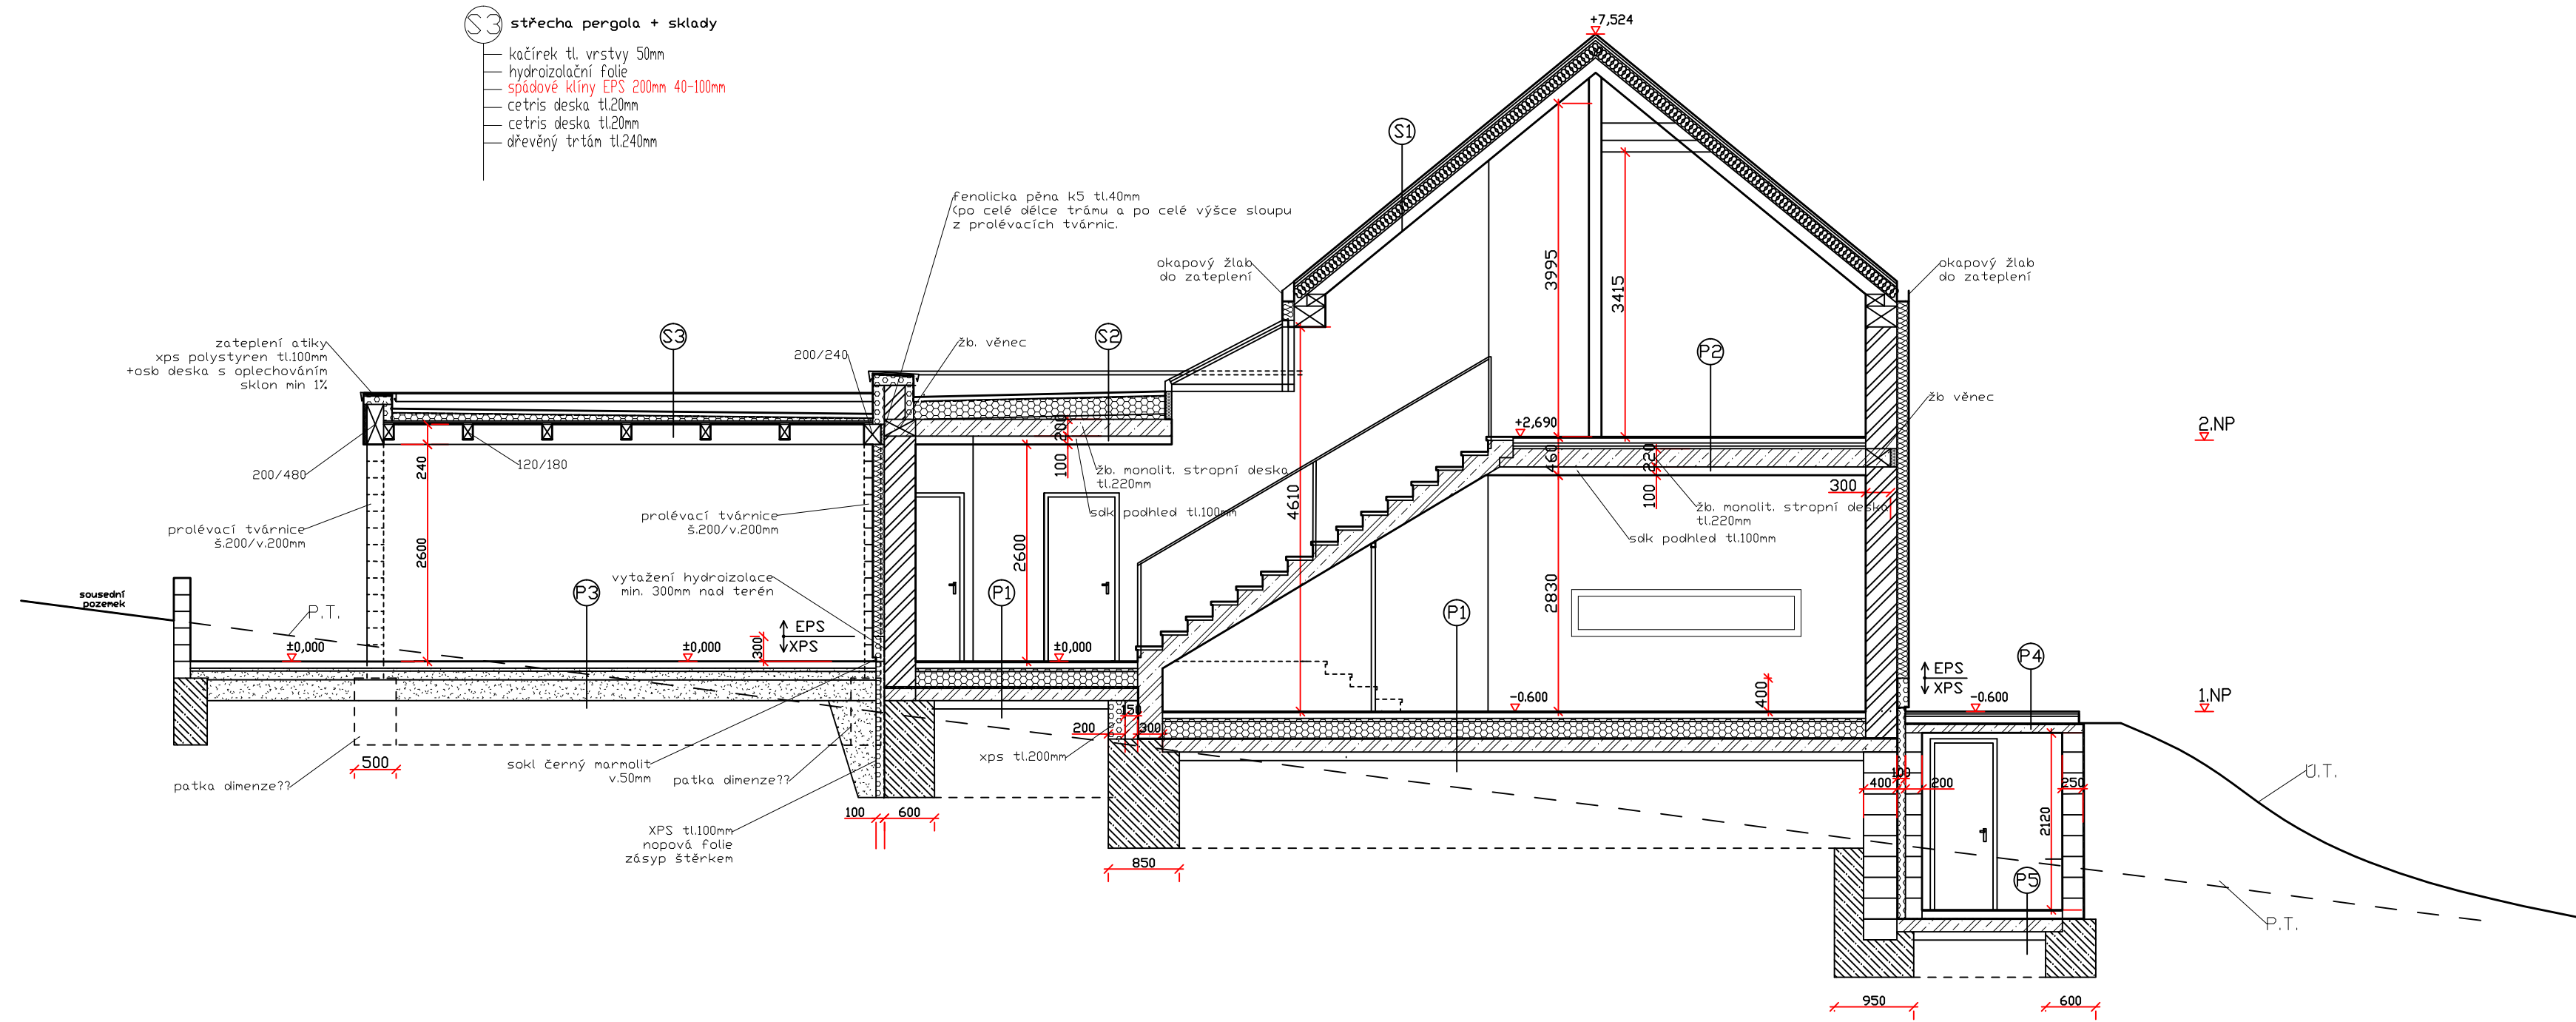 S3 střecha pergola + sklady
kačírek tl. vrstvy 50mm
hydroizolační folie
spádové klíny EPS 200mm 40-100mm
cetris deska tl.20mm
cetris deska tl.20mm
dřevěný trtám tl.240mm
+7,524
S1
fenolicka pěna k5 tl.40mm
(po celé délce trámu a po celé výšce sloupu
z prolévacích tvárnic.
okapový žlab
do zateplení
okapový žlab
do zateplení
3995
3415
zateplení atiky
xps polystyren tl.100mm
+osb deska s oplechováním
sklon min 1%
S3
200/240
žb. věnec
S2
P2
žb věnec
+2,690
2.NP
200
100
240
200/480
120/180
žb. monolit. stropní deska
tl.220mm
sdk podhled tl.100mm
4610
460
220
100
300
žb. monolit. stropní deska
tl.220mm
sdk podhled tl.100mm
prolévací tvárnice
š.200/v.200mm
prolévací tvárnice
š.200/v.200mm
2600
2600
2830
vytažení hydroizolace
min. 300mm nad terén
sousední
pozemek
P.T.
P3
P1
P1
EPS
XPS
300
±0,000
±0,000
±0,000
P4
EPS
XPS
-0.600
-0.600
400
1.NP
150
200
300
xps tl.200mm
500
patka dimenze??
sokl černý marmolit
v.50mm
patka dimenze??
100
600
XPS tl.100mm
nopová folie
zásyp štěrkem
850
400
100
200
250
2120
Ú.T.
P5
P.T.
950
600